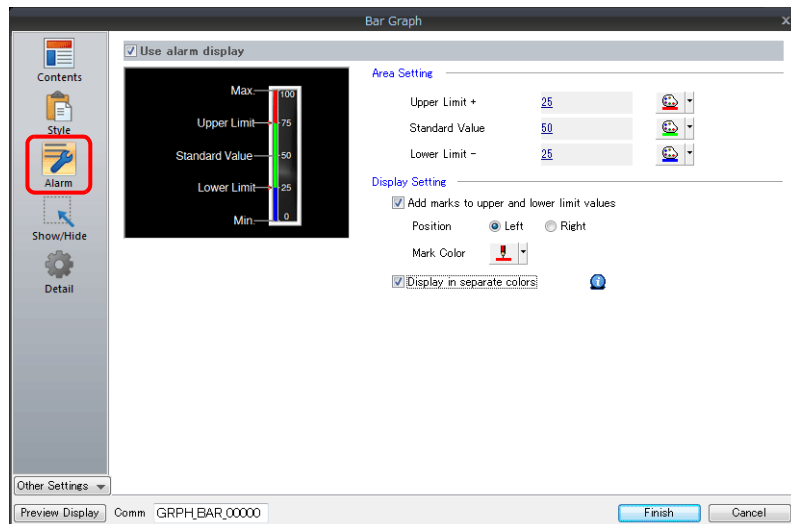 Bar Graph
x
Contents
Style
Alarm
Show/Hide
Detail
Other Settings
Use alarm display
Max.
100
Upper Limit
75
Standard Value
50
Lower Limit
25
Min.
0
Area Setting
Upper Limit + 25
Standard Value 50
Lower Limit - 25
Display Setting
Add marks to upper and lower limit values
Position Left Right
Mark Color
Display in separate colors
Preview Display Comm GRPH_BAR_00000 Finish Cancel